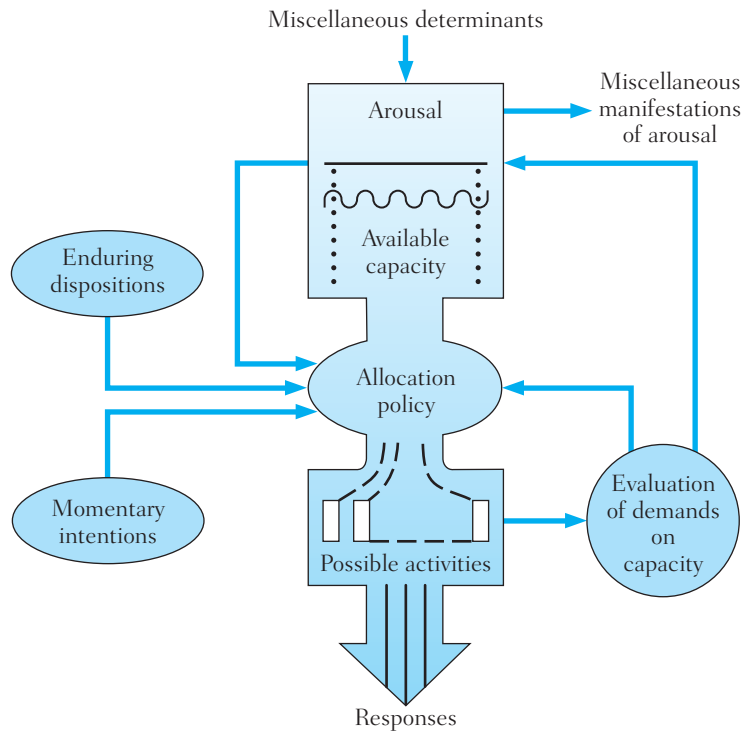 Miscellaneous determinants
Arousal
Miscellaneous
manifestations
of arousal
Available
capacity
Enduring
dispositions
Allocation
policy
Momentary
intentions
Evaluation
of demands
on
capacity
Possible activities
Responses